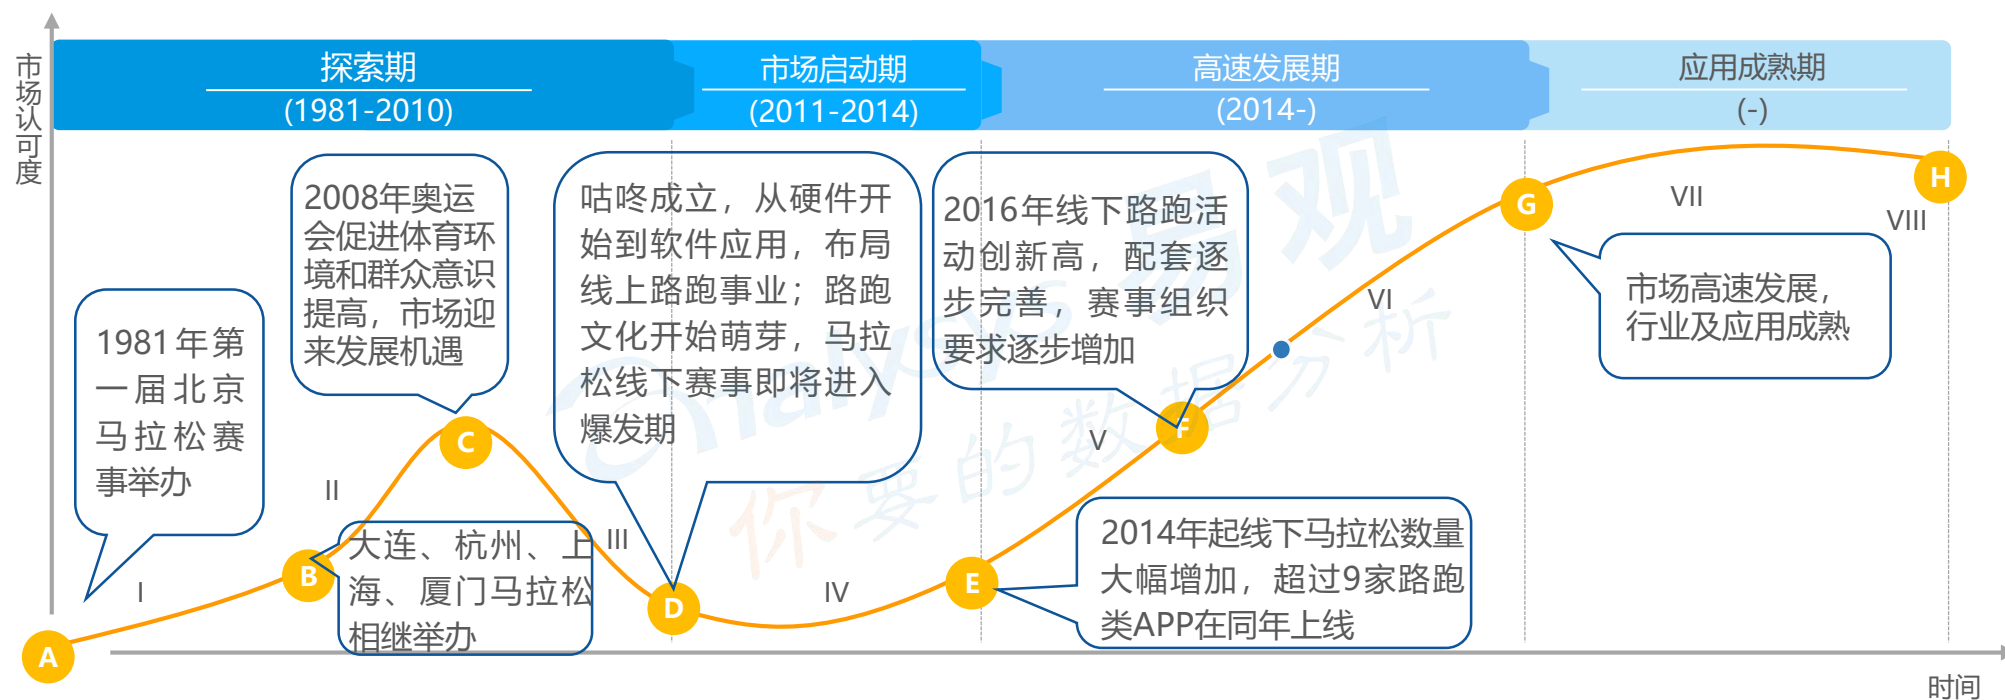 市场认可度
探索期
(1981-2010)
市场启动期
(2011-2014)
高速发展期
(2014-)
应用成熟期
(-)
1981年第
一届北京
马拉松赛
事举办
2008年奥运
会促进体育环
境和群众意识
提高，市场迎
来发展机遇
咕咚成立，从硬件开
始到软件应用，布局
线上路跑事业；路跑
文化开始萌芽，马拉
松线下赛事即将进入
爆发期
2016年线下路跑活
动创新高，配套逐
步完善，赛事组织
要求逐步增加
市场高速发展，
行业及应用成熟
大连、杭州、上
海、厦门马拉松
相继举办
2014年起线下马拉松数量
大幅增加，超过9家路跑
类APP在同年上线
A
I
B
II
C
III
D
IV
E
V
F
VI
G
VII
VIII
H
时间
analysys 易观
你要的数据分析